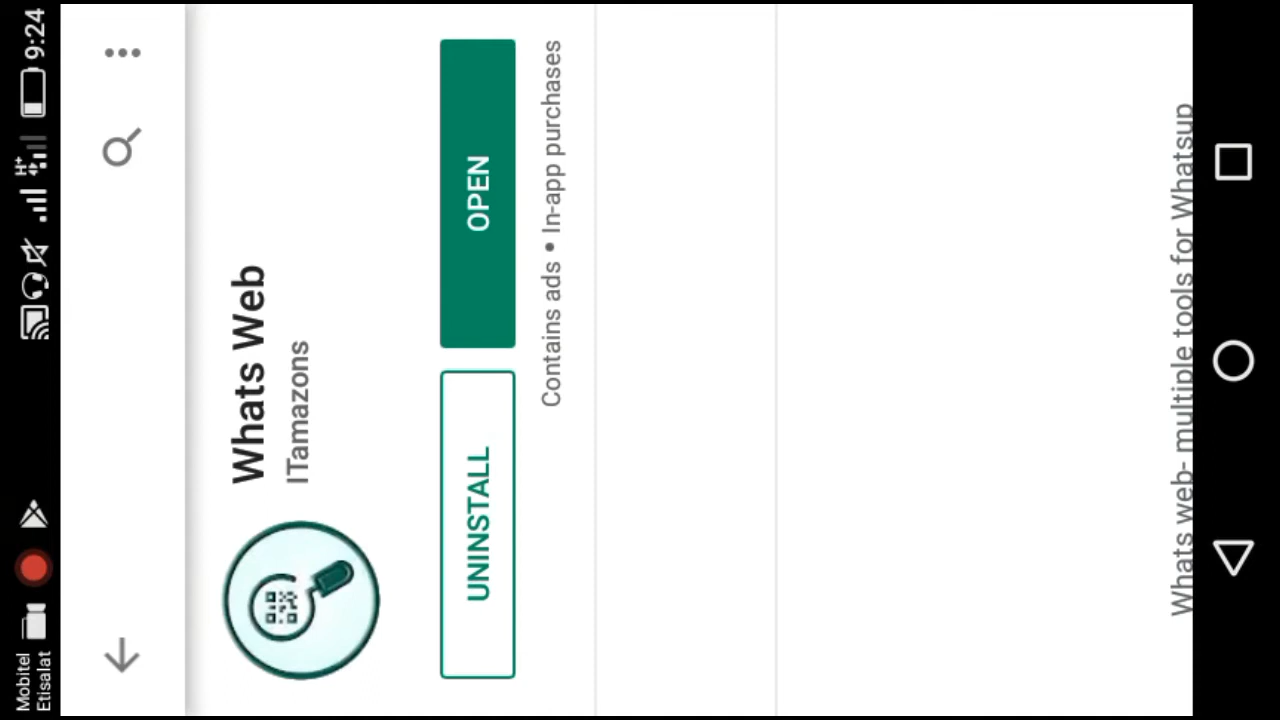 Mobitel
Etisalat
H+
9:24
Whats Web
ITamazons
UNINSTALL
OPEN
Contains ads • In-app purchases
Whats web- multiple tools for Whatsup